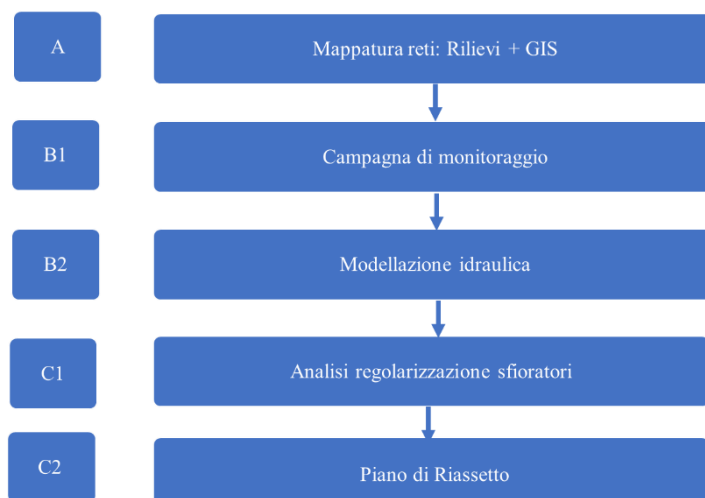 A
Mappatura reti: Rilievi + GIS
B1
Campagna di monitoraggio
B2
Modellazione idraulica
C1
Analisi regolarizzazione sfioratori
C2
Piano di Riassetto